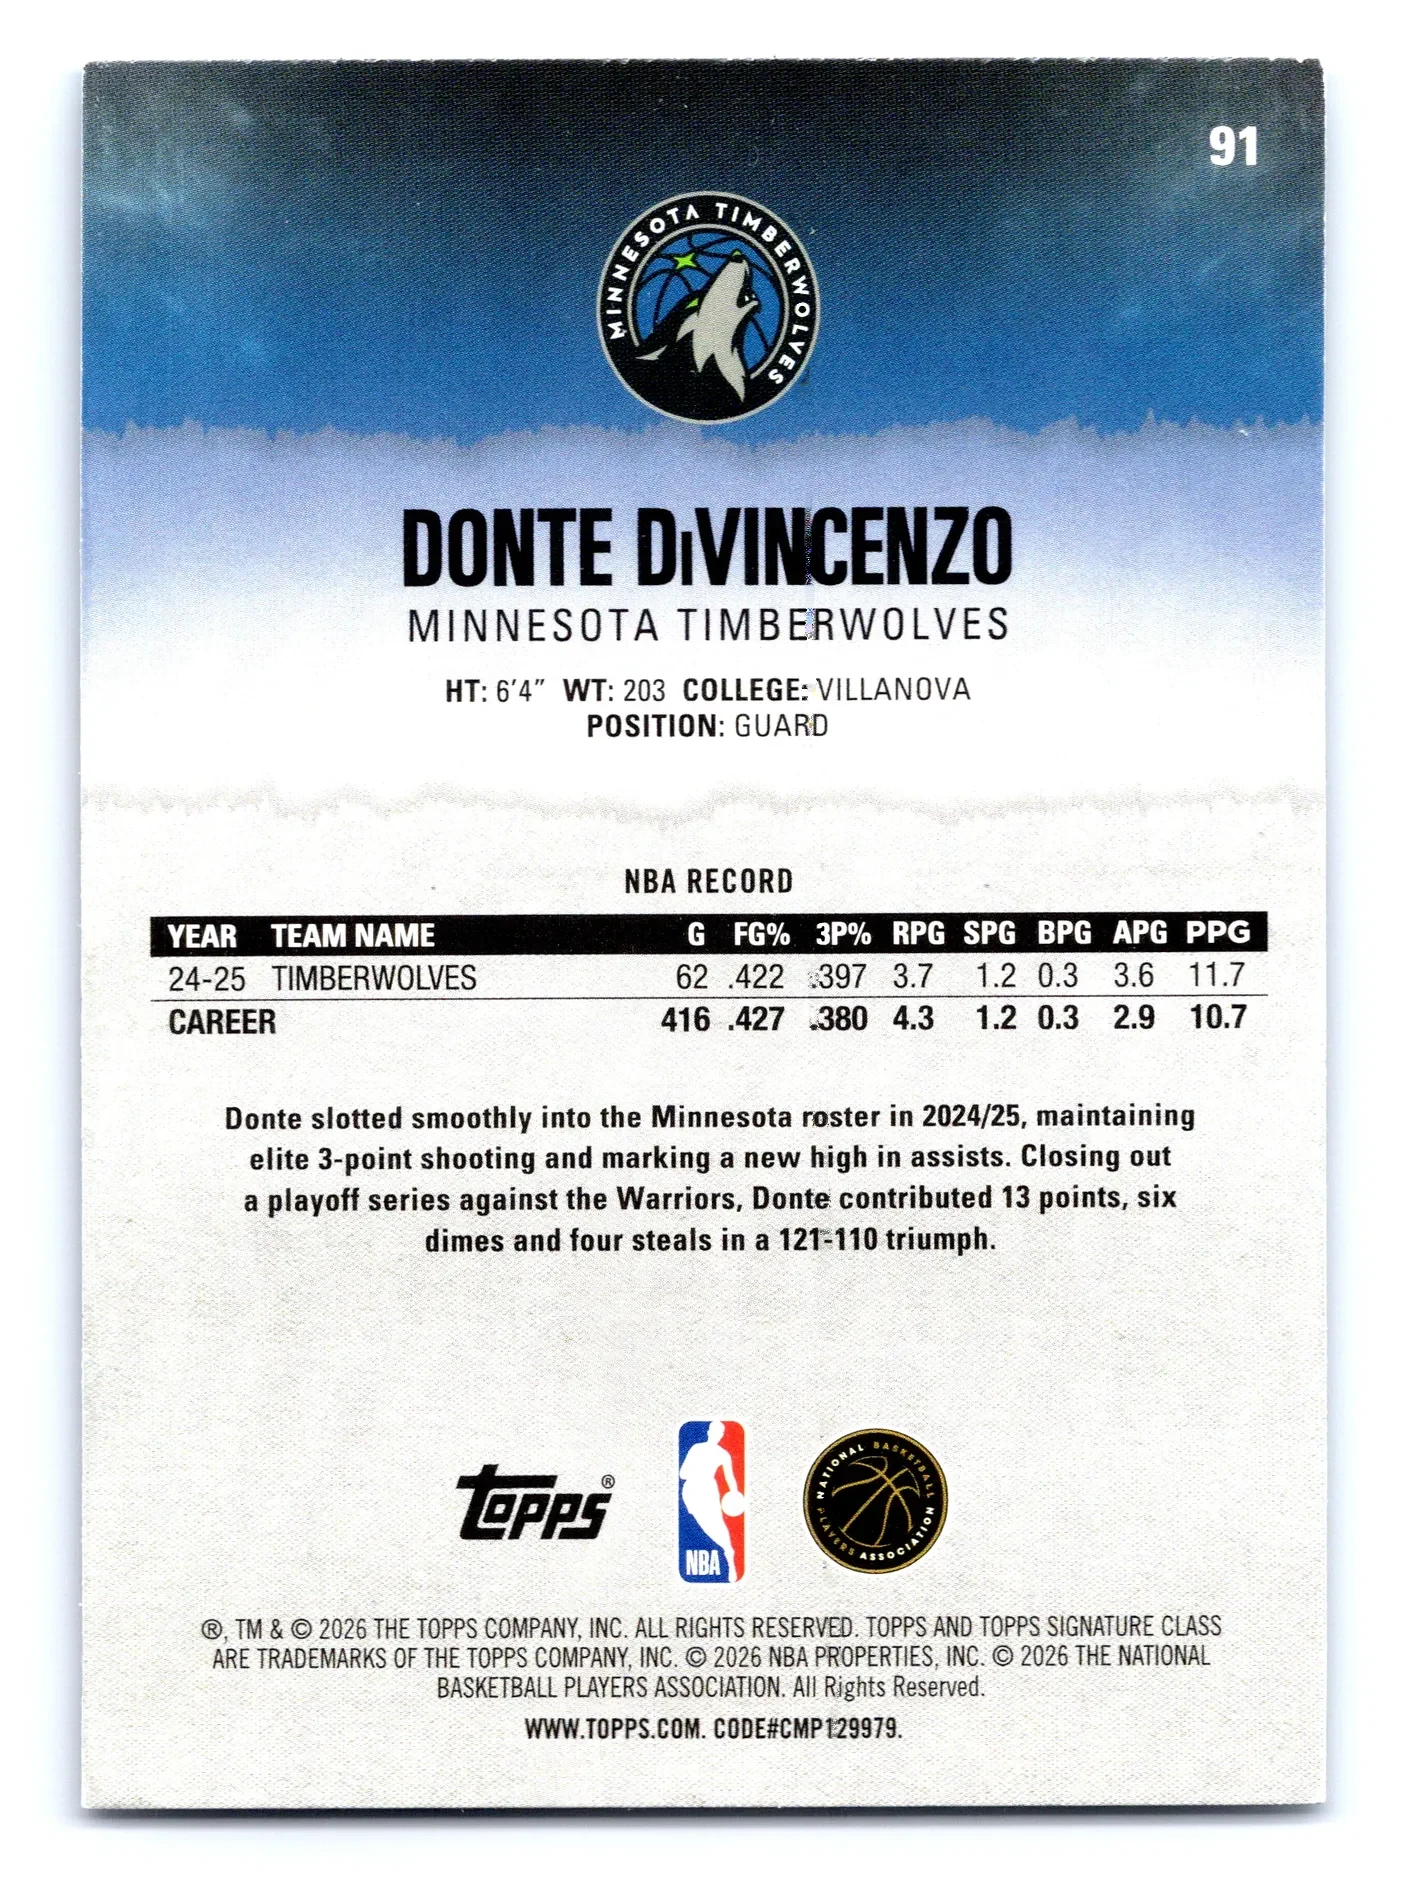 91
MINNESOTA TIMBERWOLVES
DONTE DiVINCENZO
MINNESOTA TIMBERWOLVES
HT: 6'4" WT: 203 COLLEGE: VILLANOVA
POSITION: GUARD
NBA RECORD
YEAR TEAM NAME G FG% 3P% RPG SPG BPG APG PPG
24-25 TIMBERWOLVES 62 .422 .397 3.7 1.2 0.3 3.6 11.7
CAREER 416 .427 .380 4.3 1.2 0.3 2.9 10.7
Donte slotted smoothly into the Minnesota roster in 2024/25, maintaining
elite 3-point shooting and marking a new high in assists. Closing out
a playoff series against the Warriors, Donte contributed 13 points, six
dimes and four steals in a 121-110 triumph.
Topps®
NBA
NATIONAL BASKETBALL PLAYERS ASSOCIATION
®, TM & © 2026 THE TOPPS COMPANY, INC. ALL RIGHTS RESERVED. TOPPS AND TOPPS SIGNATURE CLASS
ARE TRADEMARKS OF THE TOPPS COMPANY, INC. © 2026 NBA PROPERTIES, INC. © 2026 THE NATIONAL
BASKETBALL PLAYERS ASSOCIATION. All Rights Reserved.
WWW.TOPPS.COM. CODE#CMP129979.